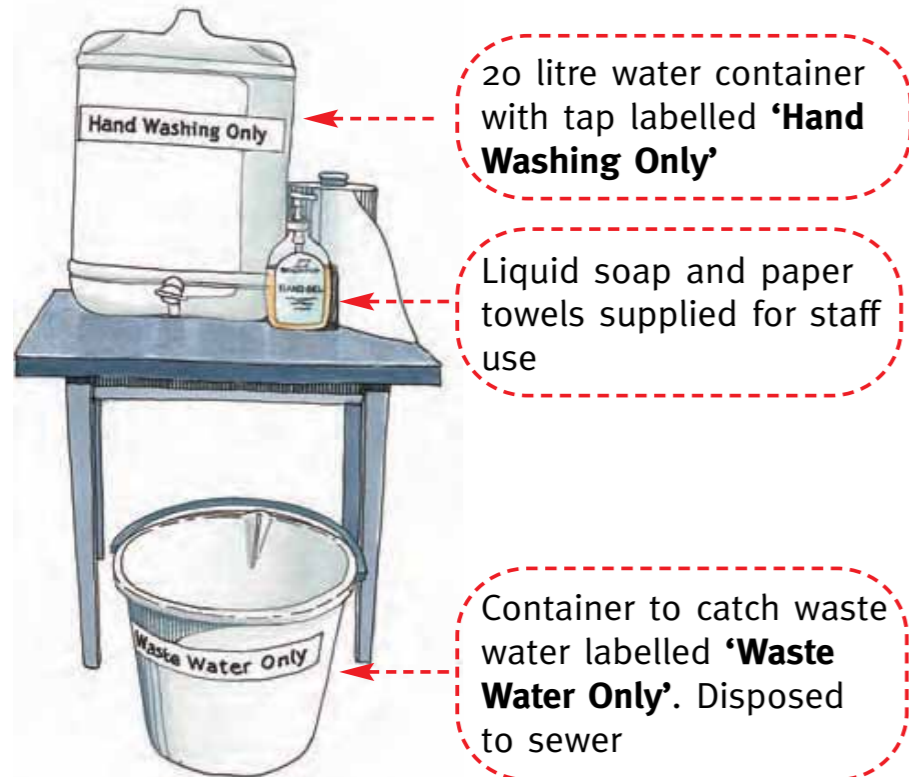 Hand Washing Only
20 litre water container
with tap labelled ‘Hand
Washing Only’
HAND GEL
Liquid soap and paper
towels supplied for staff
use
Waste Water Only
Container to catch waste
water labelled ‘Waste
Water Only’. Disposed
to sewer